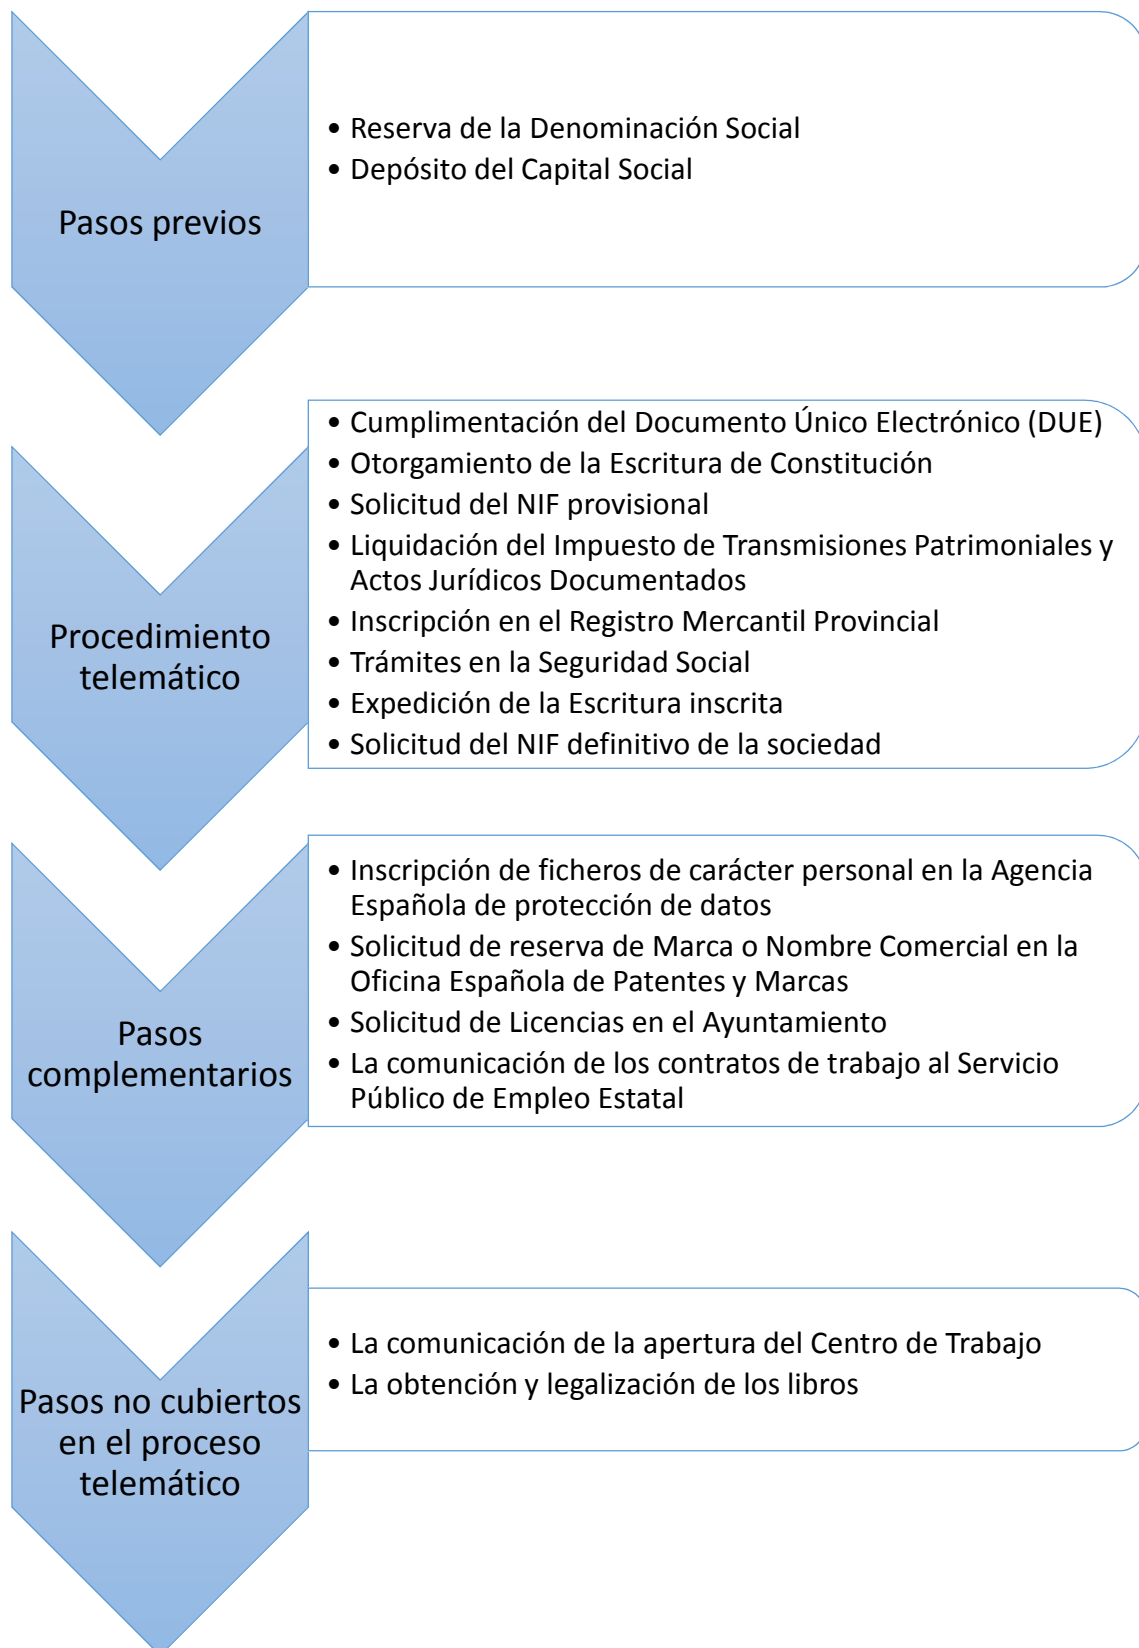 Pasos previos
• Reserva de la Denominación Social
• Depósito del Capital Social
Procedimiento
telemático
• Cumplimentación del Documento Único Electrónico (DUE)
• Otorgamiento de la Escritura de Constitución
• Solicitud del NIF provisional
• Liquidación del Impuesto de Transmisiones Patrimoniales y
Actos Jurídicos Documentados
• Inscripción en el Registro Mercantil Provincial
• Trámites en la Seguridad Social
• Expedición de la Escritura inscrita
• Solicitud del NIF definitivo de la sociedad
Pasos
complementarios
• Inscripción de ficheros de carácter personal en la Agencia
Española de protección de datos
• Solicitud de reserva de Marca o Nombre Comercial en la
Oficina Española de Patentes y Marcas
• Solicitud de Licencias en el Ayuntamiento
• La comunicación de los contratos de trabajo al Servicio
Público de Empleo Estatal
Pasos no cubiertos
en el proceso
telemático
• La comunicación de la apertura del Centro de Trabajo
• La obtención y legalización de los libros